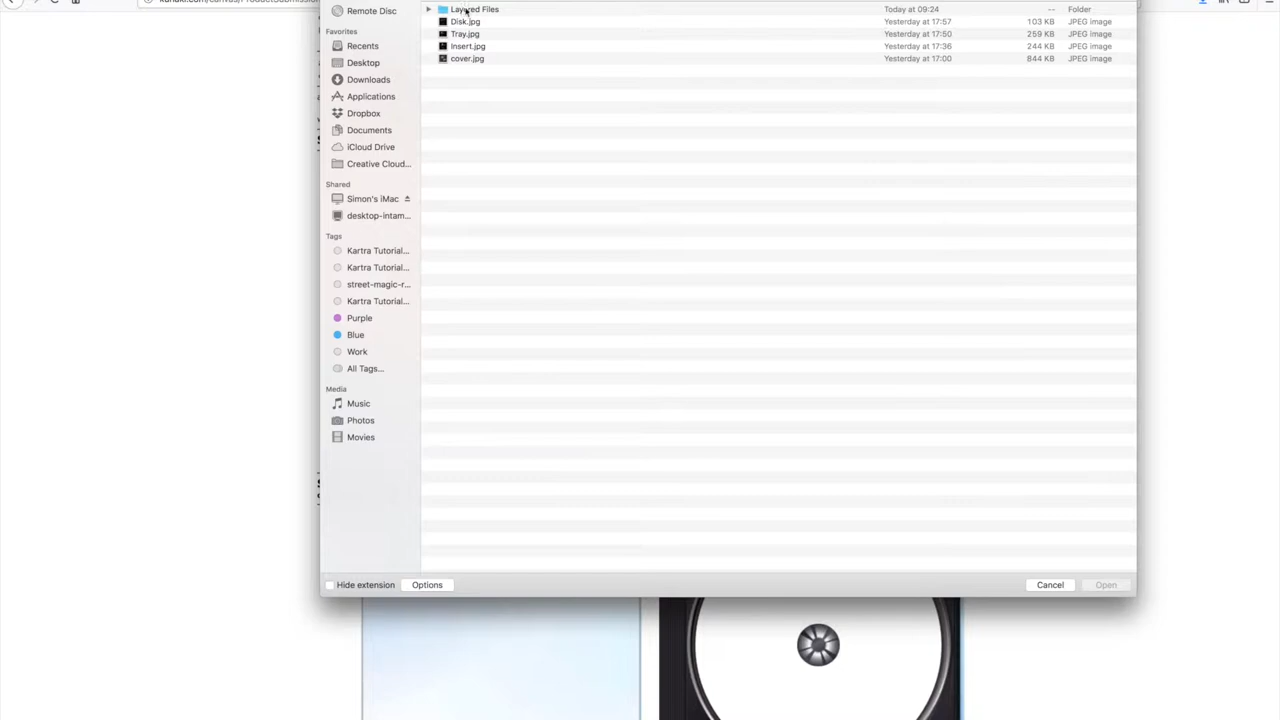 Remote Disc
Favorites
Recents
Desktop
Downloads
Applications
Dropbox
Documents
iCloud Drive
Creative Cloud...
Shared
Simon's iMac
desktop-intam...
Tags
Kartra Tutorial...
Kartra Tutorial...
street-magic-r...
Kartra Tutorial...
Purple
Blue
Work
All Tags...
Media
Music
Photos
Movies
Layered Files Today at 09:24 -- Folder
Disk.jpg Yesterday at 17:57 103 KB JPEG image
Tray.jpg Yesterday at 17:50 259 KB JPEG image
Insert.jpg Yesterday at 17:36 244 KB JPEG image
cover.jpg Yesterday at 17:00 844 KB JPEG image
Hide extension Options Cancel Open